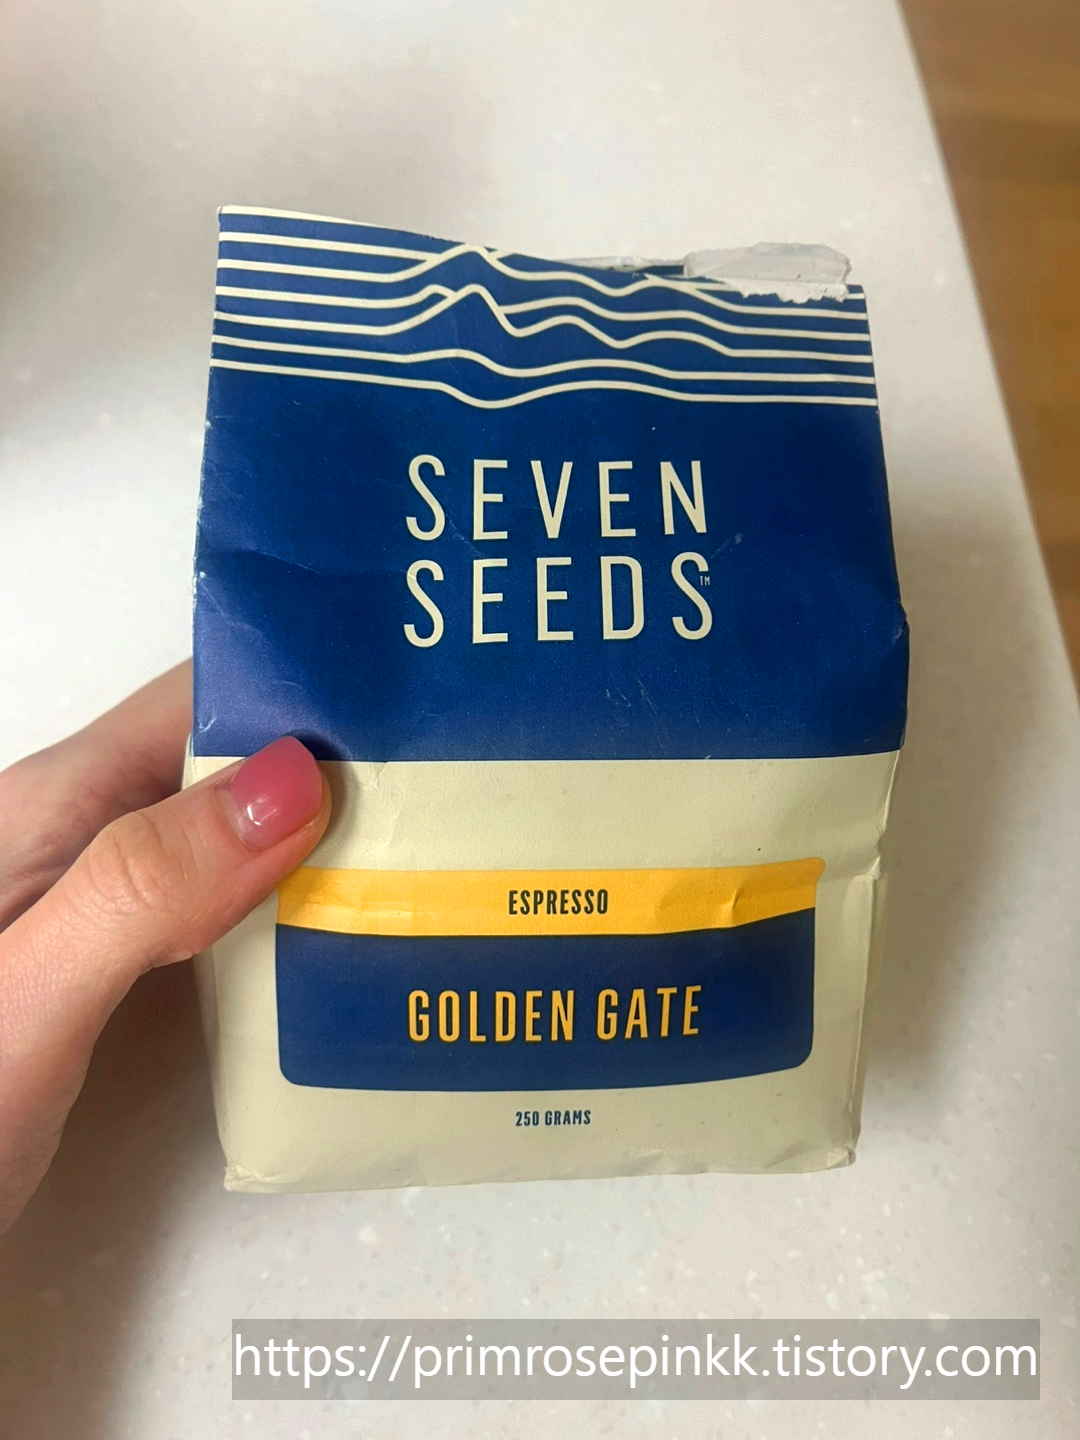 SEVEN
SEEDS™
ESPRESSO
GOLDEN GATE
250 GRAMS
https://primrosepinkk.tistory.com